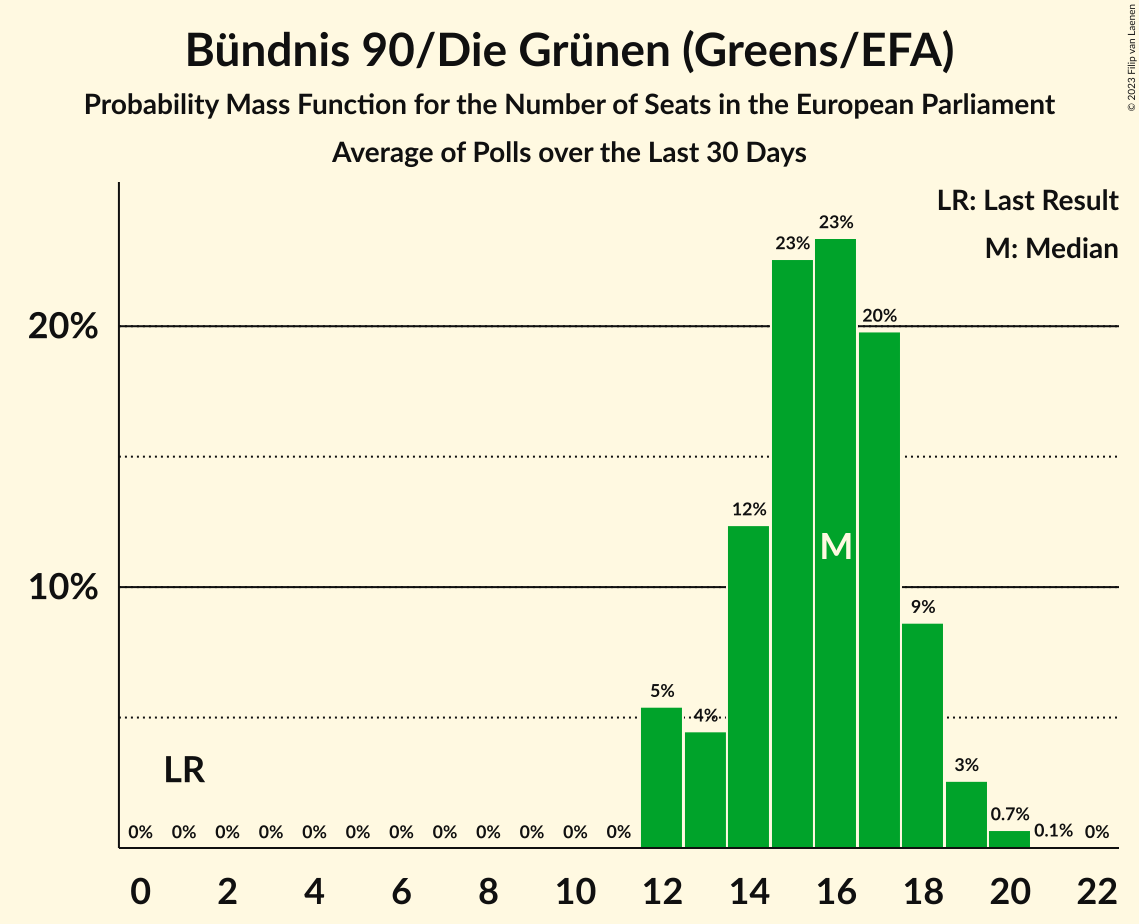 Bündnis 90/Die Grünen (Greens/EFA)
Probability Mass Function for the Number of Seats in the European Parliament
Average of Polls over the Last 30 Days
© 2023 Filip van Laenen
LR: Last Result
M: Median
20%
10%
0% 0% 0% 0% 0% 0% 0% 0% 0% 0% 0% 0% 5% 4% 12% 23% 23% 20% 9% 3% 0.7% 0.1% 0%
LR
M
0 2 4 6 8 10 12 14 16 18 20 22